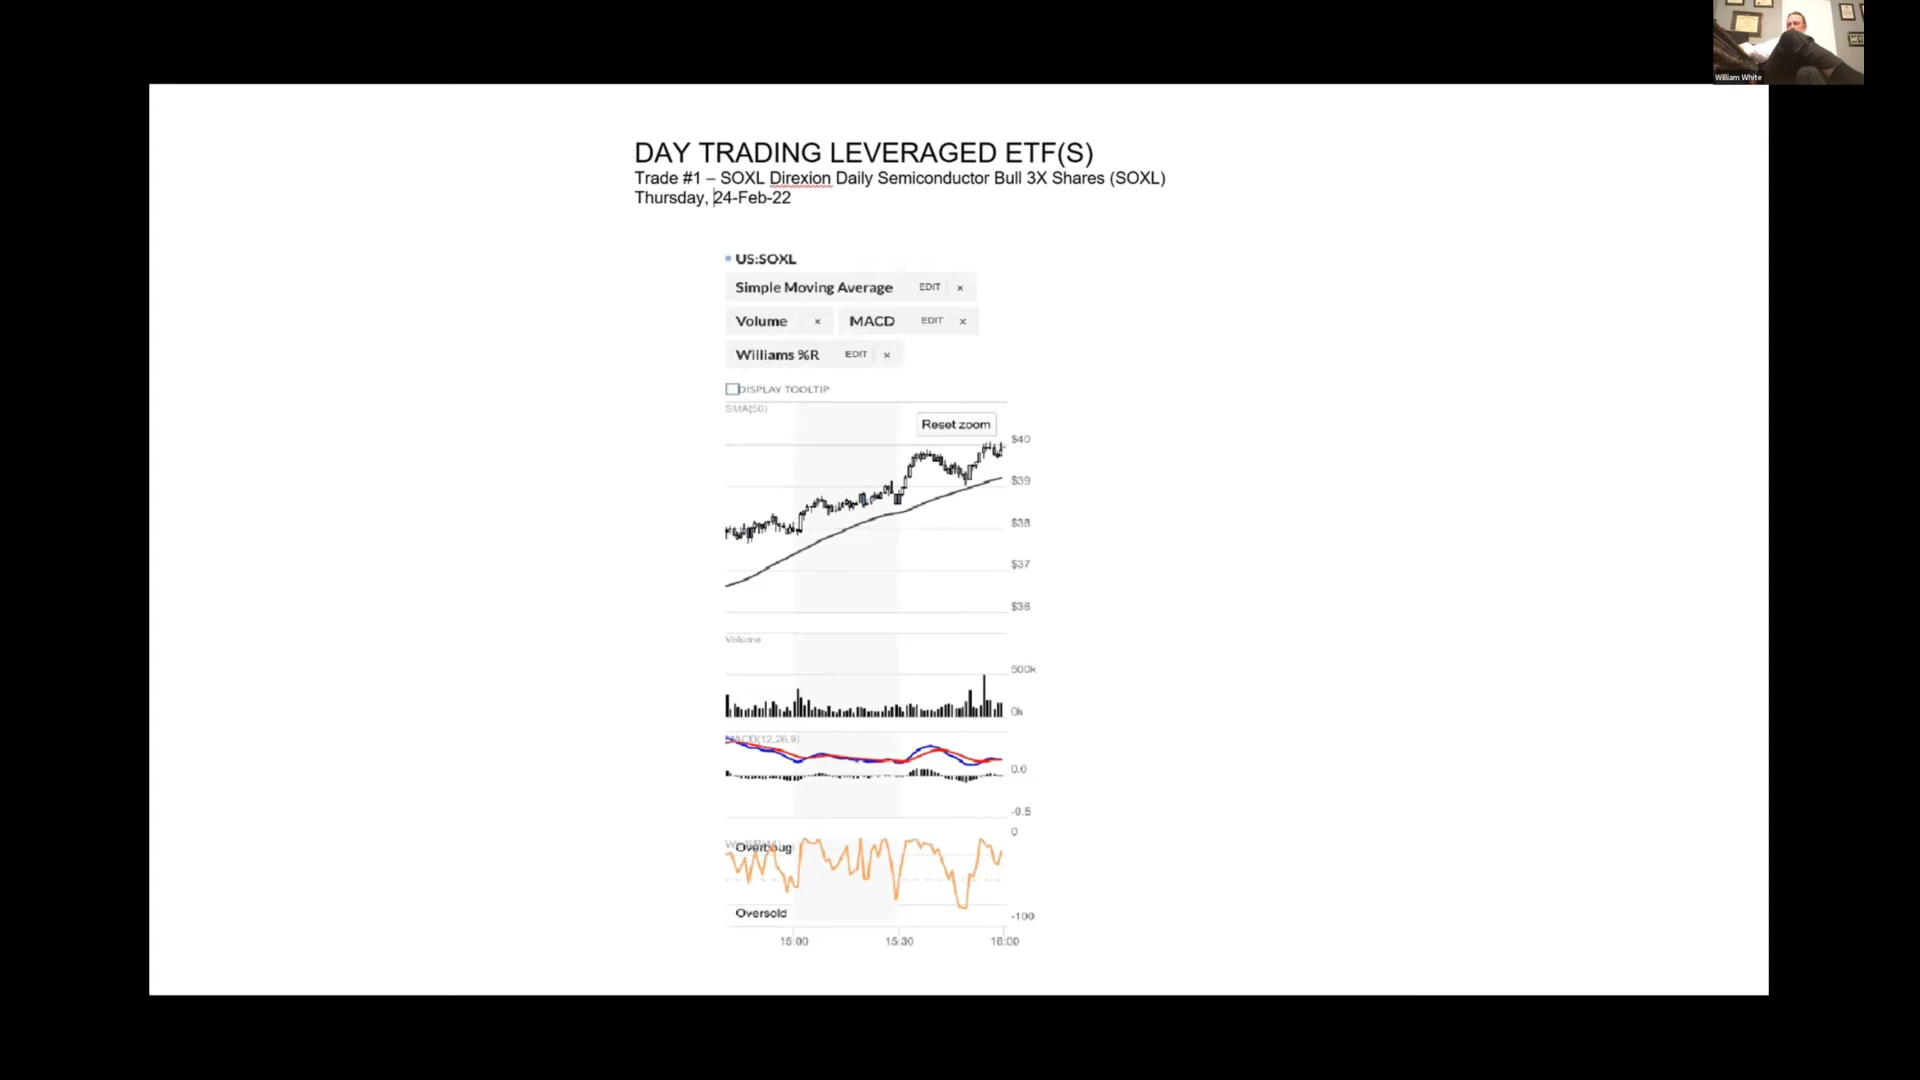 William White
DAY TRADING LEVERAGED ETF(S)
Trade #1 – SOXL Direxion Daily Semiconductor Bull 3X Shares (SOXL)
Thursday, 24-Feb-22
US:SOXL
Simple Moving Average EDIT ×
Volume × MACD EDIT ×
Williams %R EDIT ×
DISPLAY TOOLTIP
SMA(50)
Reset zoom
$40
$39
$38
$37
$36
Volume
500k
0k
MACD(12,26,9)
0.0
-0.5
0
Overboug
Oversold
-100
15:00 15:30 16:00